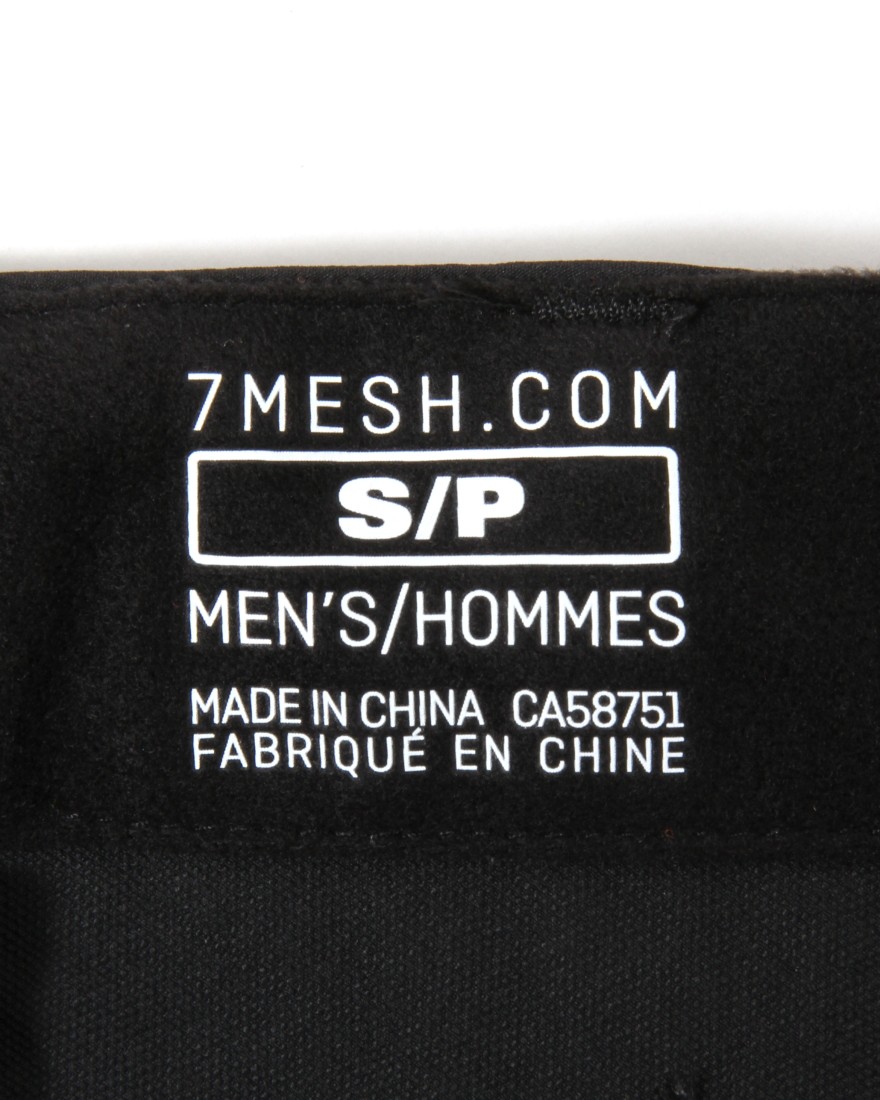 7MESH.COM
S/P
MEN'S/HOMMES
MADE IN CHINA CA58751
FABRIQUÉ EN CHINE